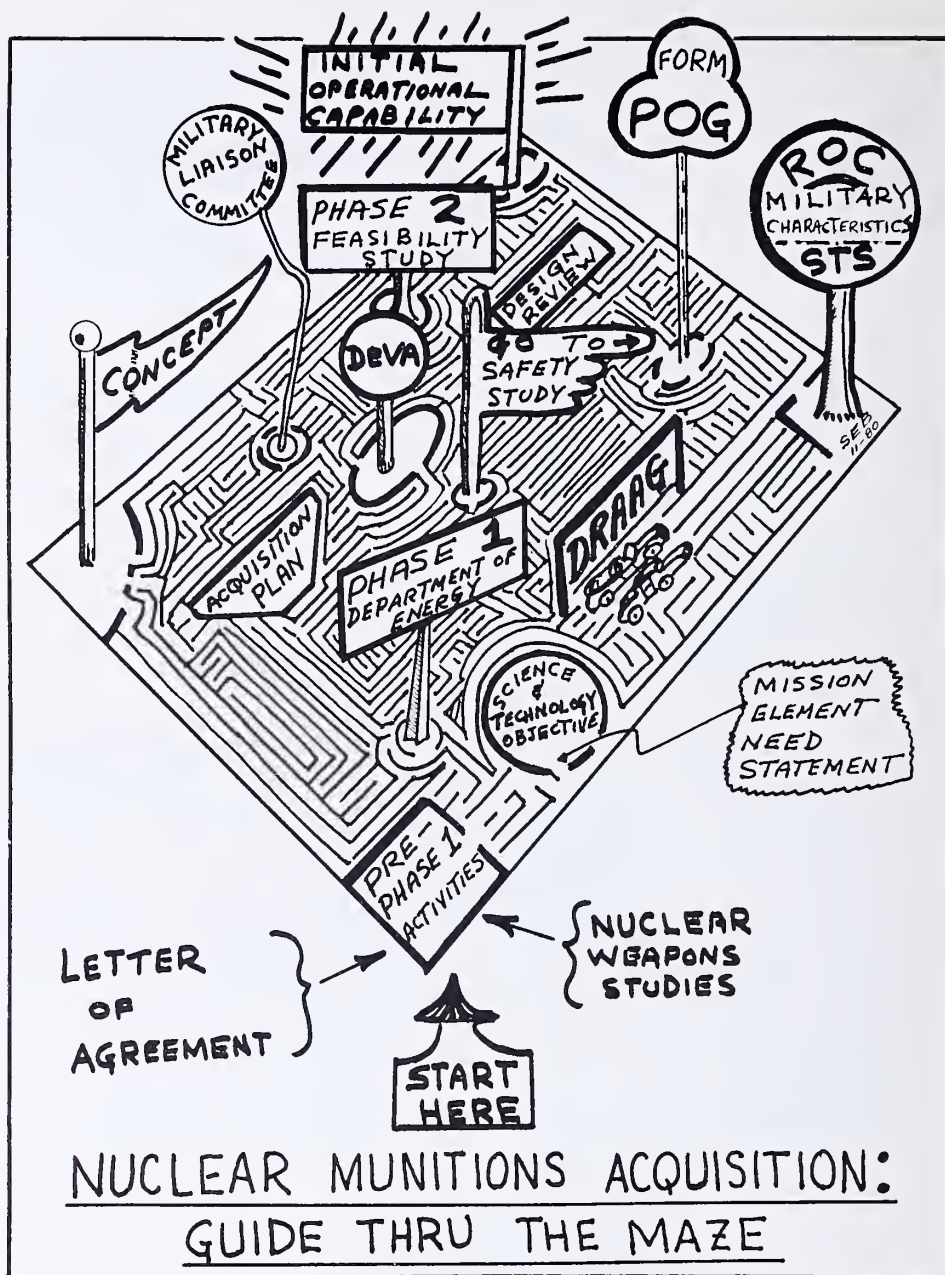 INITIAL
OPERATIONAL
CAPABILITY
FORM
POG
MILITARY
LIAISON
COMMITTEE
ROC
MILITARY
CHARACTERISTICS
STS
PHASE 2
FEASIBILITY
STUDY
DESIGN
REVIEW
CONCEPT
DeVA
GO TO →
SAFETY
STUDY
SEB
11-80
DRAAG
ACQUISITION
PLAN
PHASE 1
DEPARTMENT OF
ENERGY
SCIENCE
&
TECHNOLOGY
OBJECTIVE
MISSION
ELEMENT
NEED
STATEMENT
PRE-
PHASE 1
ACTIVITIES
LETTER
OF
AGREEMENT
NUCLEAR
WEAPONS
STUDIES
START
HERE
NUCLEAR MUNITIONS ACQUISITION:
GUIDE THRU THE MAZE